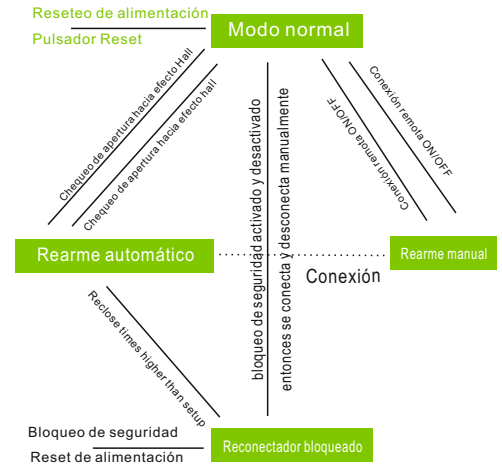 Reseteo de alimentación
Pulsador Reset
Modo normal
Chequeo de apertura hacia efecto Hall
Chequeo de apertura hacia efecto hall
bloqueo de seguridad activado y desactivado
entonces se conecta y desconecta manualmente
Conexión remota ON/OFF
Conexión remota ON/OFF
Rearme automático
Rearme manual
Conexión
Reclose times higher than setup
Bloqueo de seguridad
Reset de alimentación
Reconectador bloqueado